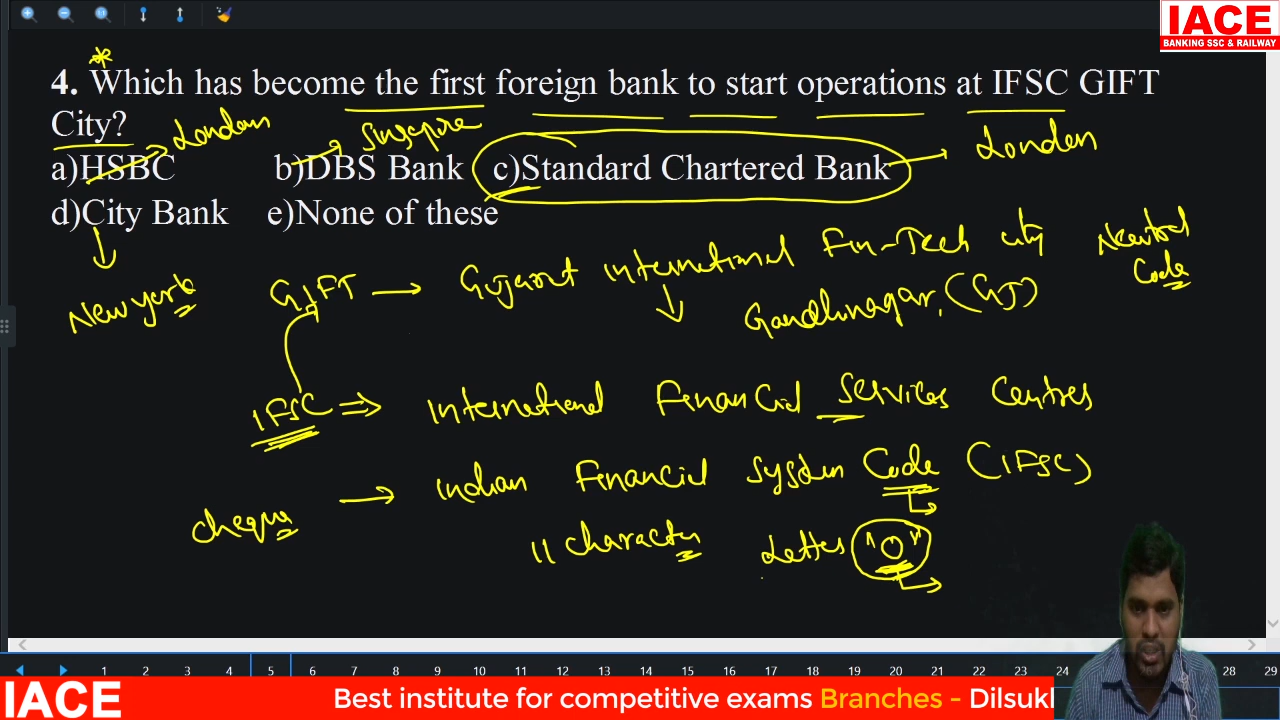 IACE
BANKING SSC & RAILWAY
*
4. Which has become the first foreign bank to start operations at IFSC GIFT
City?
London
Singapore
London
a)HSBC b)DBS Bank c)Standard Chartered Bank
d)City Bank e)None of these
New york
GIFT → Gujarat International Fin-Tech city
Neutral
Code
Gandhinagar, (GJ)
IFSC ⇒ International Financial Services Centres
→ Indian Financial System Code (IFSC)
cheque
11 character Letter "O"
1 2 3 4 5 6 7 8 9 10 11 12 13 14 15 16 17 18 19 20 21 22 23 24 28 29
IACE
Best institute for competitive exams Branches - Dilsukh